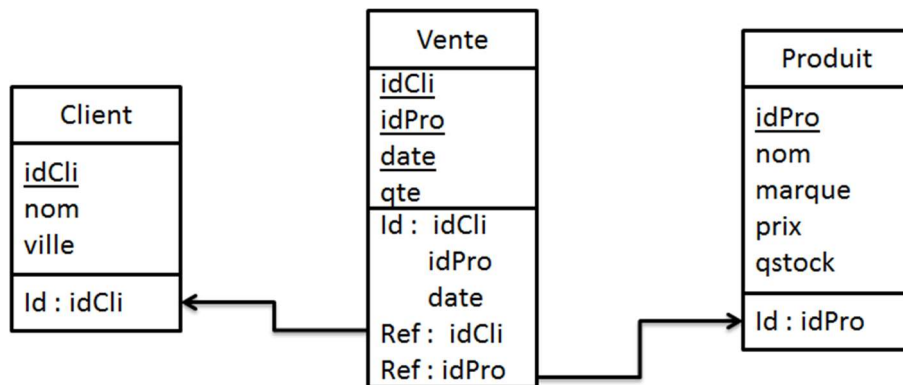 Client
idCli
nom
ville
Id : idCli
Vente
idCli
idPro
date
qte
Id : idCli
idPro
date
Ref : idCli
Ref : idPro
Produit
idPro
nom
marque
prix
qstock
Id : idPro